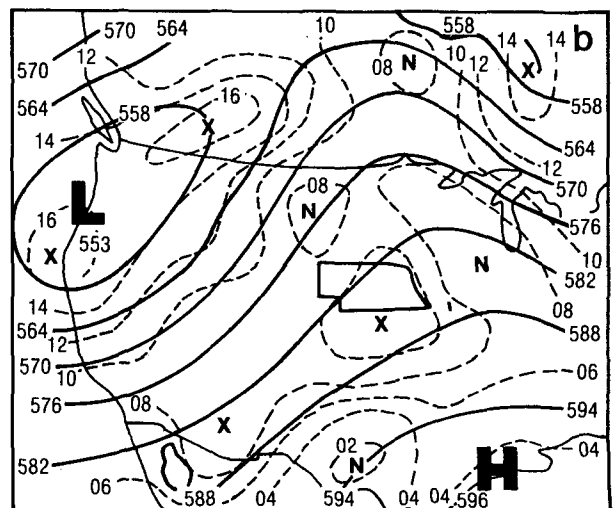 570 564 10 558 b
570 12 08 N 10 12 14 14
564 X 558
14 558 16 X 564
12
570
16 L 08 576
X 553 N N 10
582
14 08
564 X 588
12
570
10 06
576 08 594
X
582 02 N H 04
06 588 04 594 04 04 596